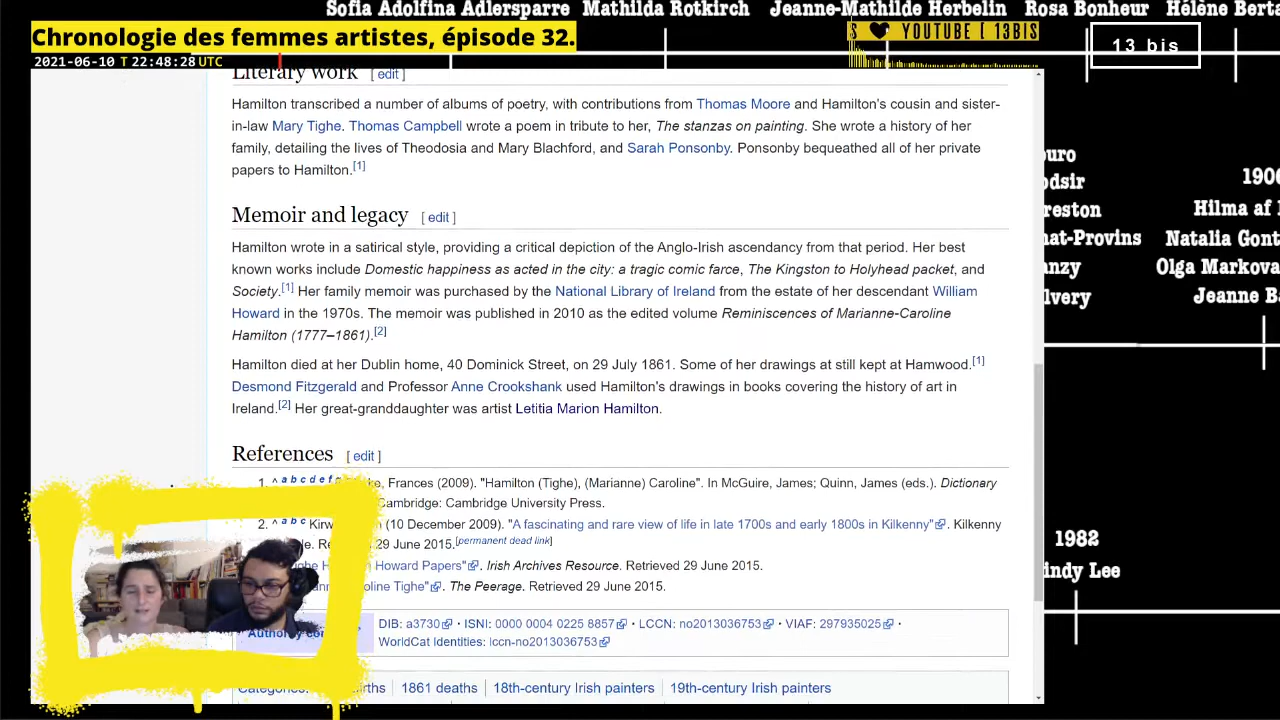 Sofia Adolfina Adlersparre Mathilda Rotkirch Jeanne-Mathilde Herbelin Rosa Bonheur Hélène
Chronologie des femmes artistes, épisode 32.
S YOUTUBE [ 13BIS
13 bis
2021-06-10 T 22:48:28 UTC
Literary work [ edit ]
Hamilton transcribed a number of albums of poetry, with contributions from Thomas Moore and Hamilton's cousin and sister-
in-law Mary Tighe. Thomas Campbell wrote a poem in tribute to her, The stanzas on painting. She wrote a history of her
family, detailing the lives of Theodosia and Mary Blachford, and Sarah Ponsonby. Ponsonby bequeathed all of her private
papers to Hamilton.[1]
Memoir and legacy [ edit ]
Hamilton wrote in a satirical style, providing a critical depiction of the Anglo-Irish ascendancy from that period. Her best
known works include Domestic happiness as acted in the city: a tragic comic farce, The Kingston to Holyhead packet, and
Society.[1] Her family memoir was purchased by the National Library of Ireland from the estate of her descendant William
Howard in the 1970s. The memoir was published in 2010 as the edited volume Reminiscences of Marianne-Caroline
Hamilton (1777–1861).[2]
Hamilton died at her Dublin home, 40 Dominick Street, on 29 July 1861. Some of her drawings at still kept at Hamwood.[1]
Desmond Fitzgerald and Professor Anne Crookshank used Hamilton's drawings in books covering the history of art in
Ireland.[2] Her great-granddaughter was artist Letitia Marion Hamilton.
References [ edit ]
1. ^ a b c d e f Frances (2009). "Hamilton (Tighe), (Marianne) Caroline". In McGuire, James; Quinn, James (eds.). Dictionary
Cambridge: Cambridge University Press.
2. ^ a b c (10 December 2009). "A fascinating and rare view of life in late 1700s and early 1800s in Kilkenny". Kilkenny
29 June 2015.[permanent dead link]
Howard Papers". Irish Archives Resource. Retrieved 29 June 2015.
Tighe". The Peerage. Retrieved 29 June 2015.
Authority
DIB: a3730 · ISNI: 0000 0004 0225 8857 · LCCN: no2013036753 · VIAF: 297935025 ·
WorldCat Identities: lccn-no2013036753
Categories: births 1861 deaths 18th-century Irish painters 19th-century Irish painters
ouro
odsir
reston
nat-Provins
anzy
lvery
Hilma af
Natalia
Olga Markova
Jeanne
1982
indy Lee